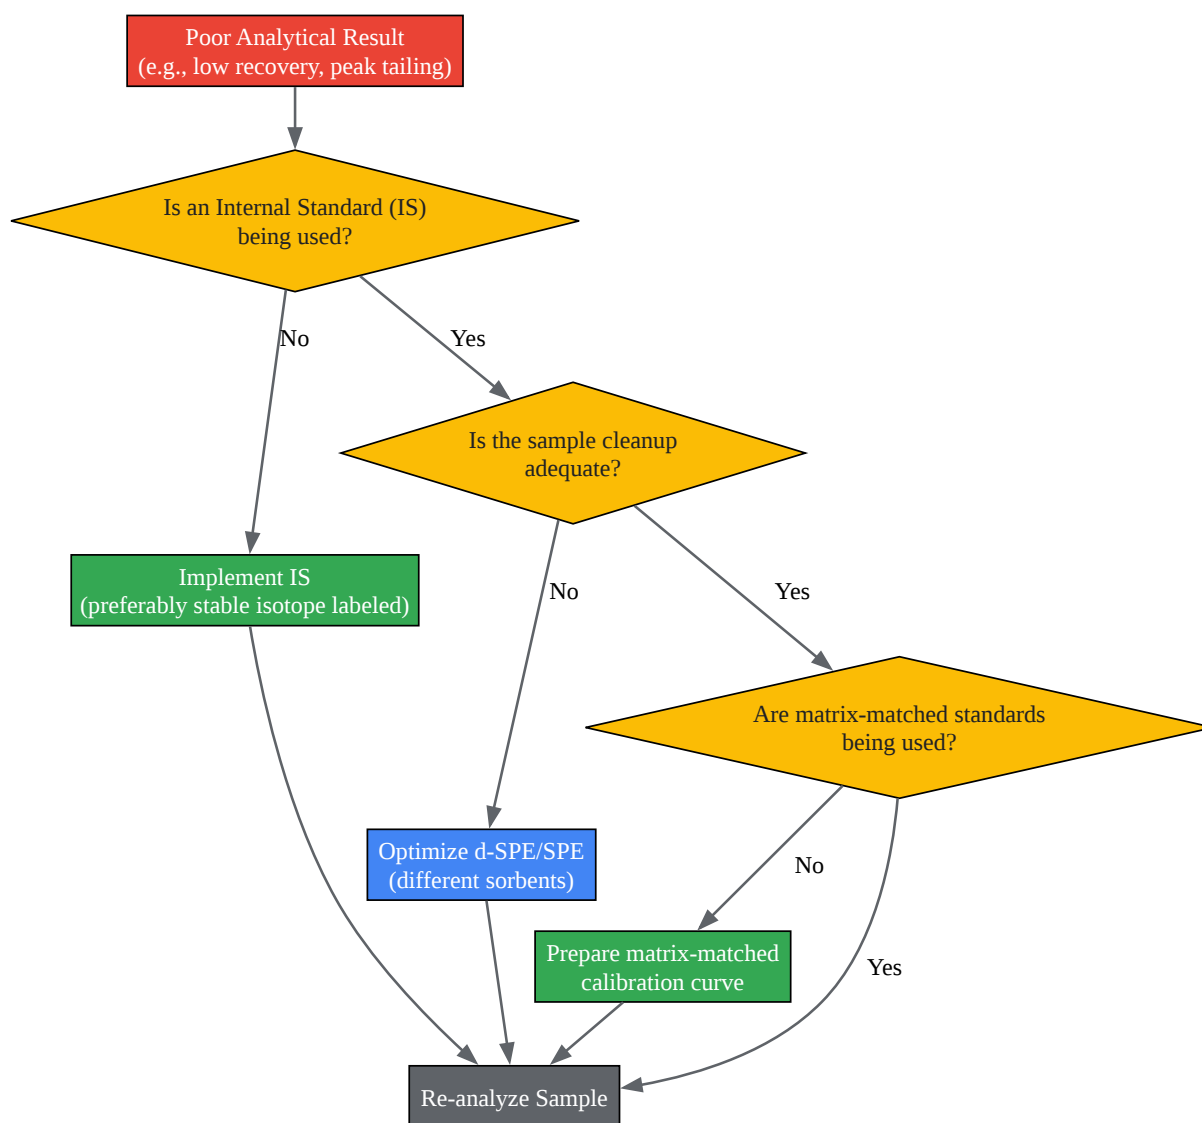 Poor Analytical Result
(e.g., low recovery, peak tailing)
Is an Internal Standard (IS)
being used?
No
Yes
Is the sample cleanup
adequate?
Implement IS
(preferably stable isotope labeled)
No
Yes
Are matrix-matched standards
being used?
Optimize d-SPE/SPE
(different sorbents)
No
Prepare matrix-matched
calibration curve
Yes
Re-analyze Sample